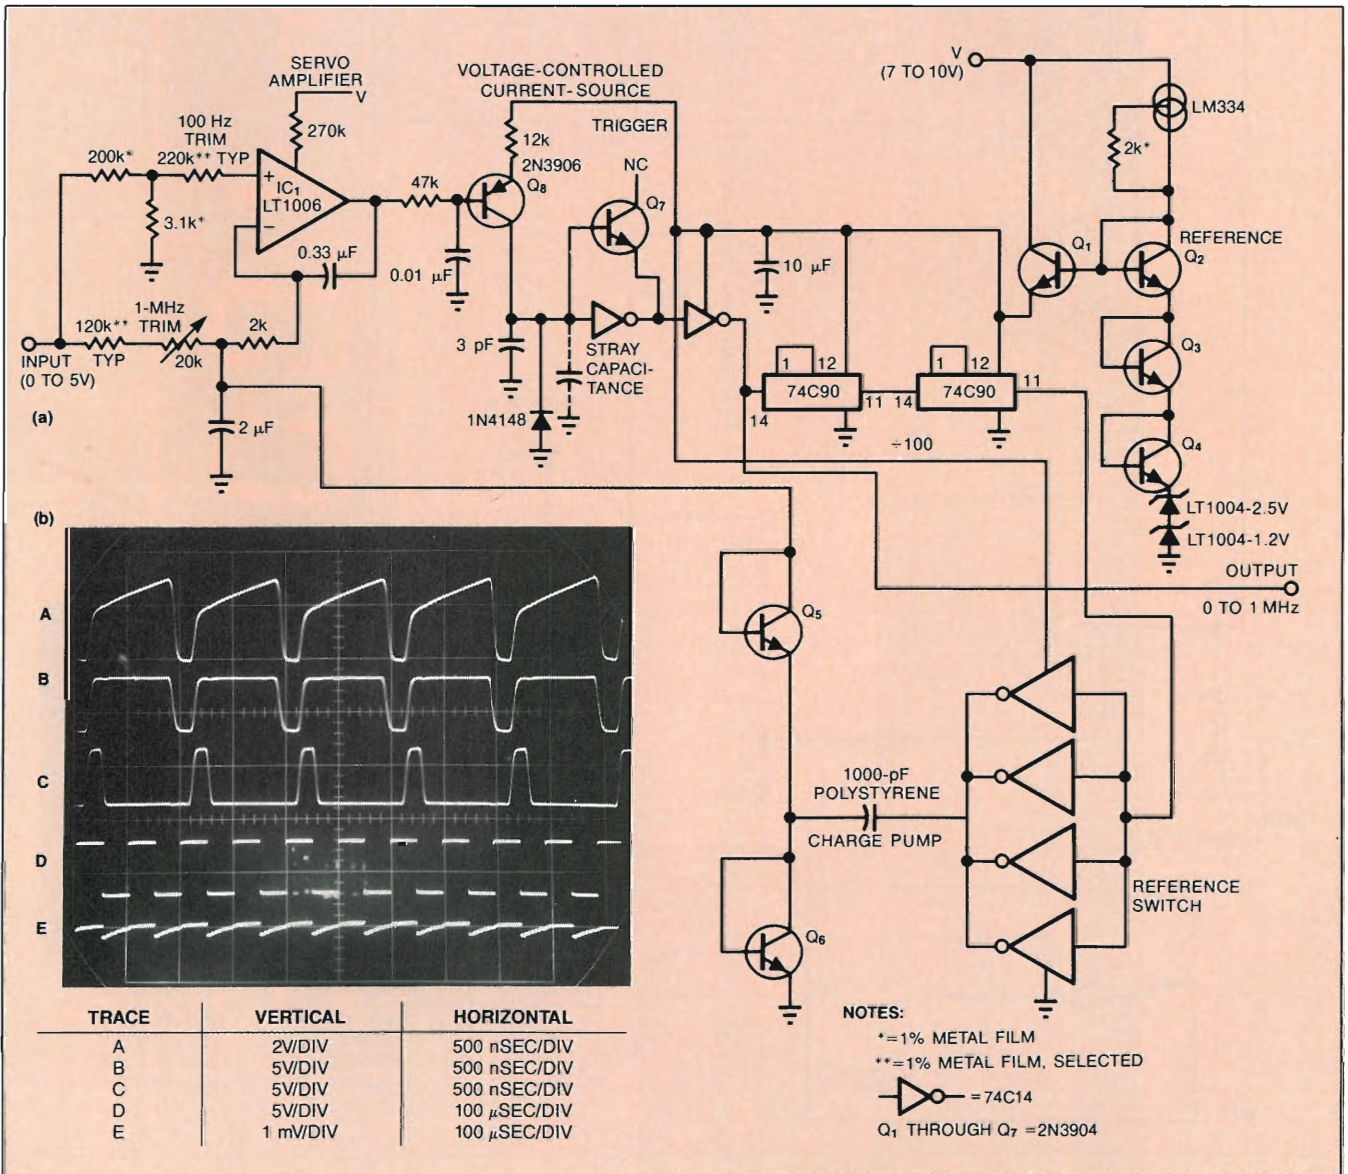 SERVO
AMPLIFIER
V
270k
100 Hz
TRIM
200k*
220k** TYP
3.1k*
+
IC1
LT1006
−
0.33 µF
47k
0.01 µF
VOLTAGE-CONTROLLED
CURRENT-SOURCE
12k
2N3906
Q8
TRIGGER
NC
Q7
V
(7 TO 10V)
LM334
2k*
REFERENCE
Q1
Q2
Q3
Q4
LT1004-2.5V
LT1004-1.2V
10 µF
1-MHz
TRIM
120k**
TYP
20k
2k
INPUT
(0 TO 5V)
(a)
2 µF
3 pF
STRAY
CAPACI-
TANCE
1N4148
1 12
74C90
14
11
1 12
74C90
14
11
÷100
OUTPUT
0 TO 1 MHz
(b)
A
B
C
D
E
Q5
1000-pF
POLYSTYRENE
CHARGE PUMP
Q6
REFERENCE
SWITCH
TRACE VERTICAL HORIZONTAL
A 2V/DIV 500 nSEC/DIV
B 5V/DIV 500 nSEC/DIV
C 5V/DIV 500 nSEC/DIV
D 5V/DIV 100 µSEC/DIV
E 1 mV/DIV 100 µSEC/DIV
NOTES:
*=1% METAL FILM
**=1% METAL FILM, SELECTED
= 74C14
Q1 THROUGH Q7 =2N3904